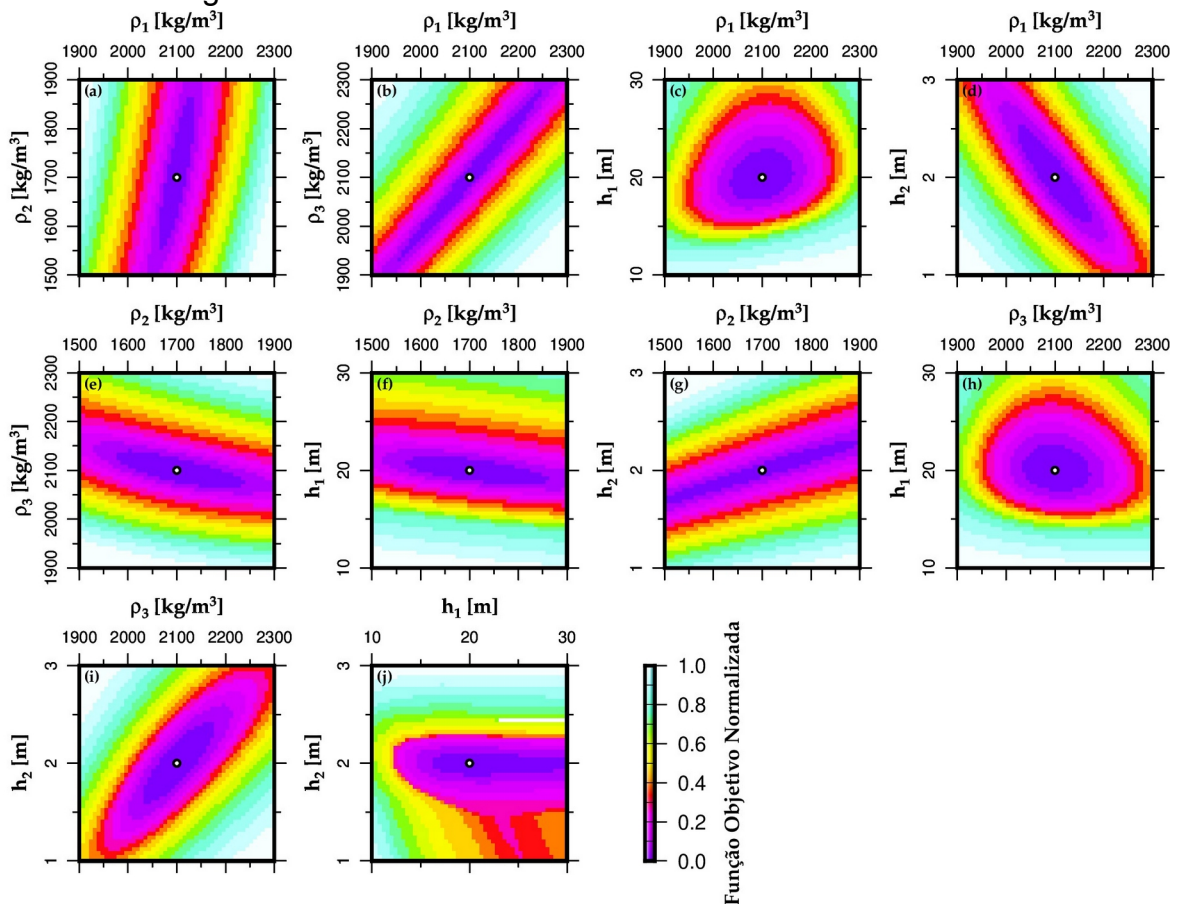 g
ρ1 [kg/m³] ρ1 [kg/m³] ρ1 [kg/m³] ρ1 [kg/m³]
1900 2000 2100 2200 2300 1900 2000 2100 2200 2300 1900 2000 2100 2200 2300 1900 2000 2100 2200 2300
(a) (b) (c) (d)
ρ2 [kg/m³] 1500 1600 1700 1800 1900
ρ3 [kg/m³] 1900 2000 2100 2200 2300
h1 [m] 10 20 30
h2 [m] 1 2 3
ρ2 [kg/m³] ρ2 [kg/m³] ρ2 [kg/m³] ρ3 [kg/m³]
1500 1600 1700 1800 1900 1500 1600 1700 1800 1900 1500 1600 1700 1800 1900 1900 2000 2100 2200 2300
(e) (f) (g) (h)
ρ3 [kg/m³] 1900 2000 2100 2200 2300
h1 [m] 10 20 30
h2 [m] 1 2 3
h1 [m] 10 20 30
ρ3 [kg/m³] h1 [m]
1900 2000 2100 2200 2300 10 20 30
(i) (j)
h2 [m] 1 2 3
h2 [m] 1 2 3
1.0
0.8
0.6
0.4
0.2
0.0
Função Objetivo Normalizada